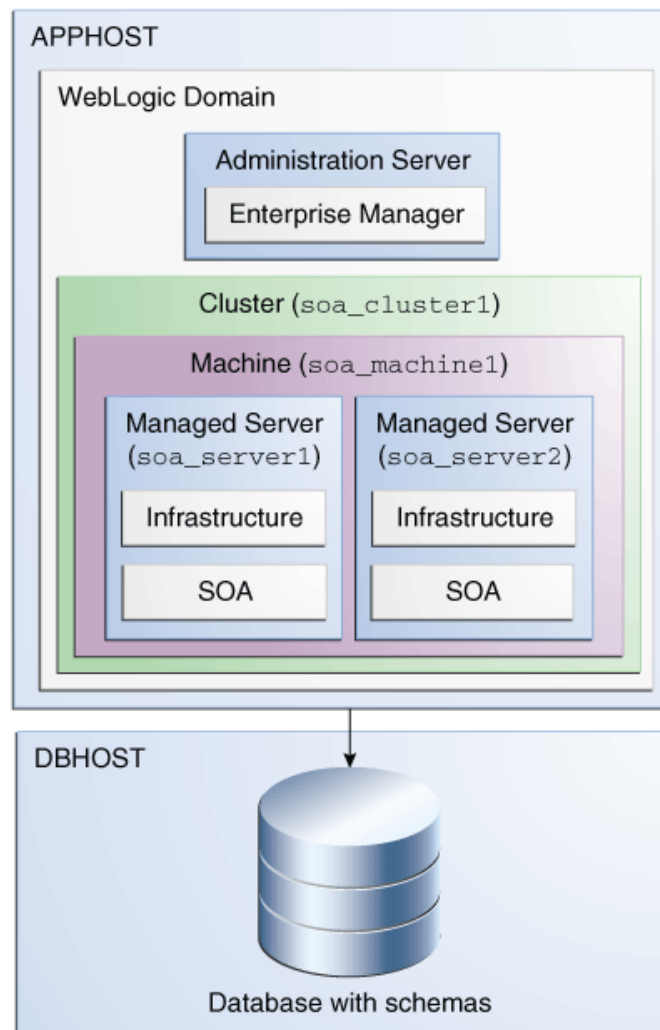 APPHOST
WebLogic Domain
Administration Server
Enterprise Manager
Cluster (soa_cluster1)
Machine (soa_machine1)
Managed Server
(soa_server1)
Infrastructure
SOA
Managed Server
(soa_server2)
Infrastructure
SOA
DBHOST
Database with schemas